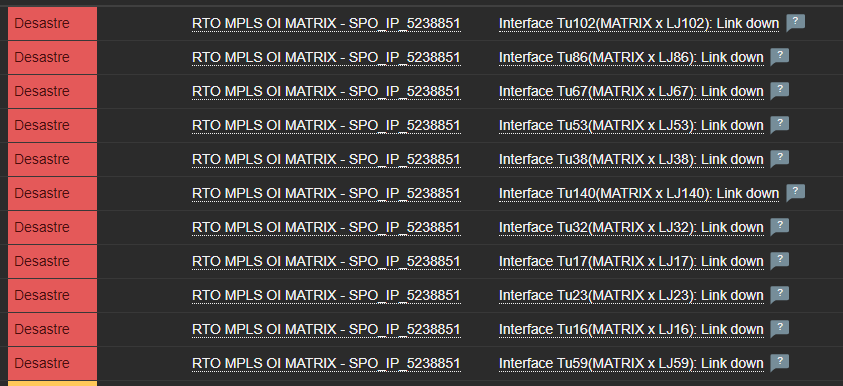 Desastre RTO MPLS OI MATRIX - SPO_IP_5238851 Interface Tu102(MATRIX x LJ102): Link down ?
Desastre RTO MPLS OI MATRIX - SPO_IP_5238851 Interface Tu86(MATRIX x LJ86): Link down ?
Desastre RTO MPLS OI MATRIX - SPO_IP_5238851 Interface Tu67(MATRIX x LJ67): Link down ?
Desastre RTO MPLS OI MATRIX - SPO_IP_5238851 Interface Tu53(MATRIX x LJ53): Link down ?
Desastre RTO MPLS OI MATRIX - SPO_IP_5238851 Interface Tu38(MATRIX x LJ38): Link down ?
Desastre RTO MPLS OI MATRIX - SPO_IP_5238851 Interface Tu140(MATRIX x LJ140): Link down ?
Desastre RTO MPLS OI MATRIX - SPO_IP_5238851 Interface Tu32(MATRIX x LJ32): Link down ?
Desastre RTO MPLS OI MATRIX - SPO_IP_5238851 Interface Tu17(MATRIX x LJ17): Link down ?
Desastre RTO MPLS OI MATRIX - SPO_IP_5238851 Interface Tu23(MATRIX x LJ23): Link down ?
Desastre RTO MPLS OI MATRIX - SPO_IP_5238851 Interface Tu16(MATRIX x LJ16): Link down ?
Desastre RTO MPLS OI MATRIX - SPO_IP_5238851 Interface Tu59(MATRIX x LJ59): Link down ?